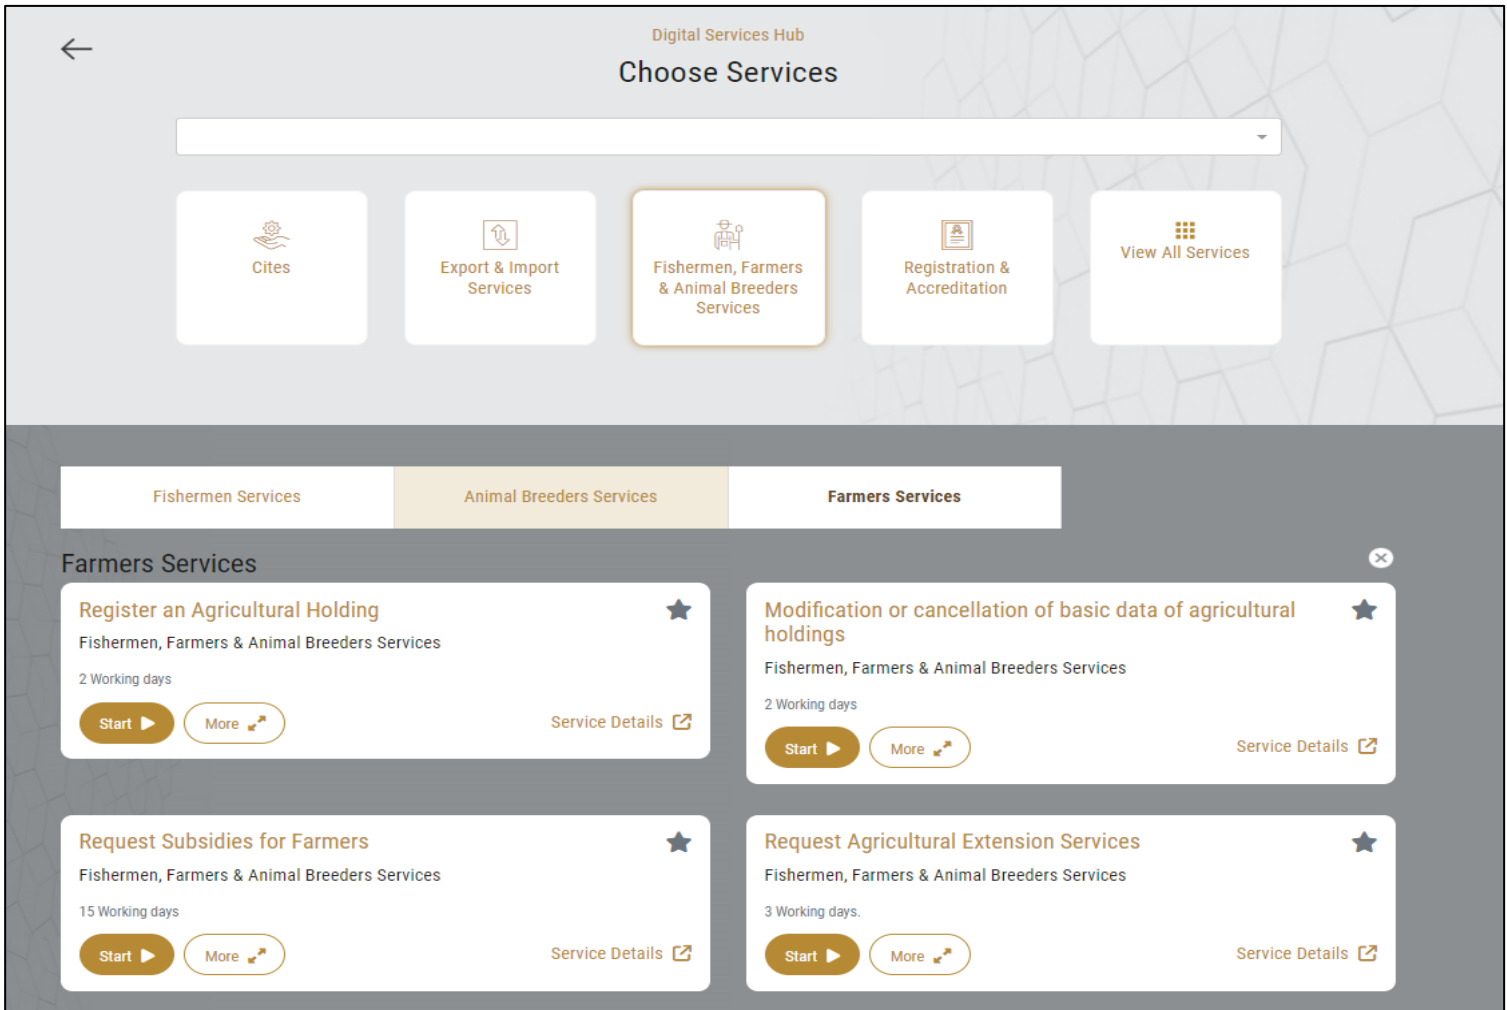 Digital Services Hub
Choose Services
Cites
Export & Import
Services
Fishermen, Farmers
& Animal Breeders
Services
Registration &
Accreditation
View All Services
Fishermen Services
Animal Breeders Services
Farmers Services
Farmers Services
Register an Agricultural Holding
Fishermen, Farmers & Animal Breeders Services
2 Working days
Start
More
Service Details
Modification or cancellation of basic data of agricultural
holdings
Fishermen, Farmers & Animal Breeders Services
2 Working days
Start
More
Service Details
Request Subsidies for Farmers
Fishermen, Farmers & Animal Breeders Services
15 Working days
Start
More
Service Details
Request Agricultural Extension Services
Fishermen, Farmers & Animal Breeders Services
3 Working days.
Start
More
Service Details